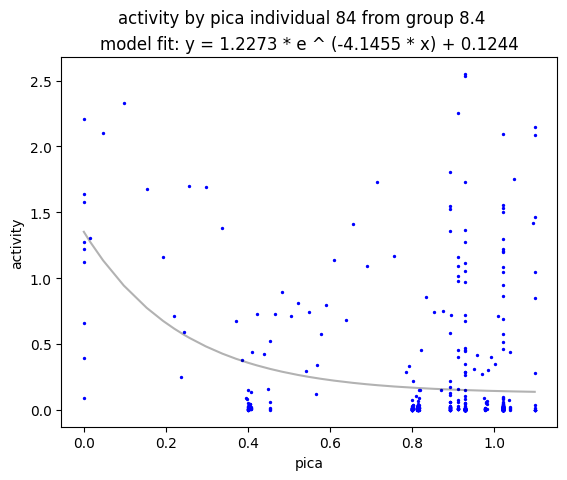 activity by pica individual 84 from group 8.4
model fit: y = 1.2273 * e ^ (-4.1455 * x) + 0.1244
2.5
2.0
1.5
1.0
0.5
0.0
activity
0.0 0.2 0.4 0.6 0.8 1.0
pica